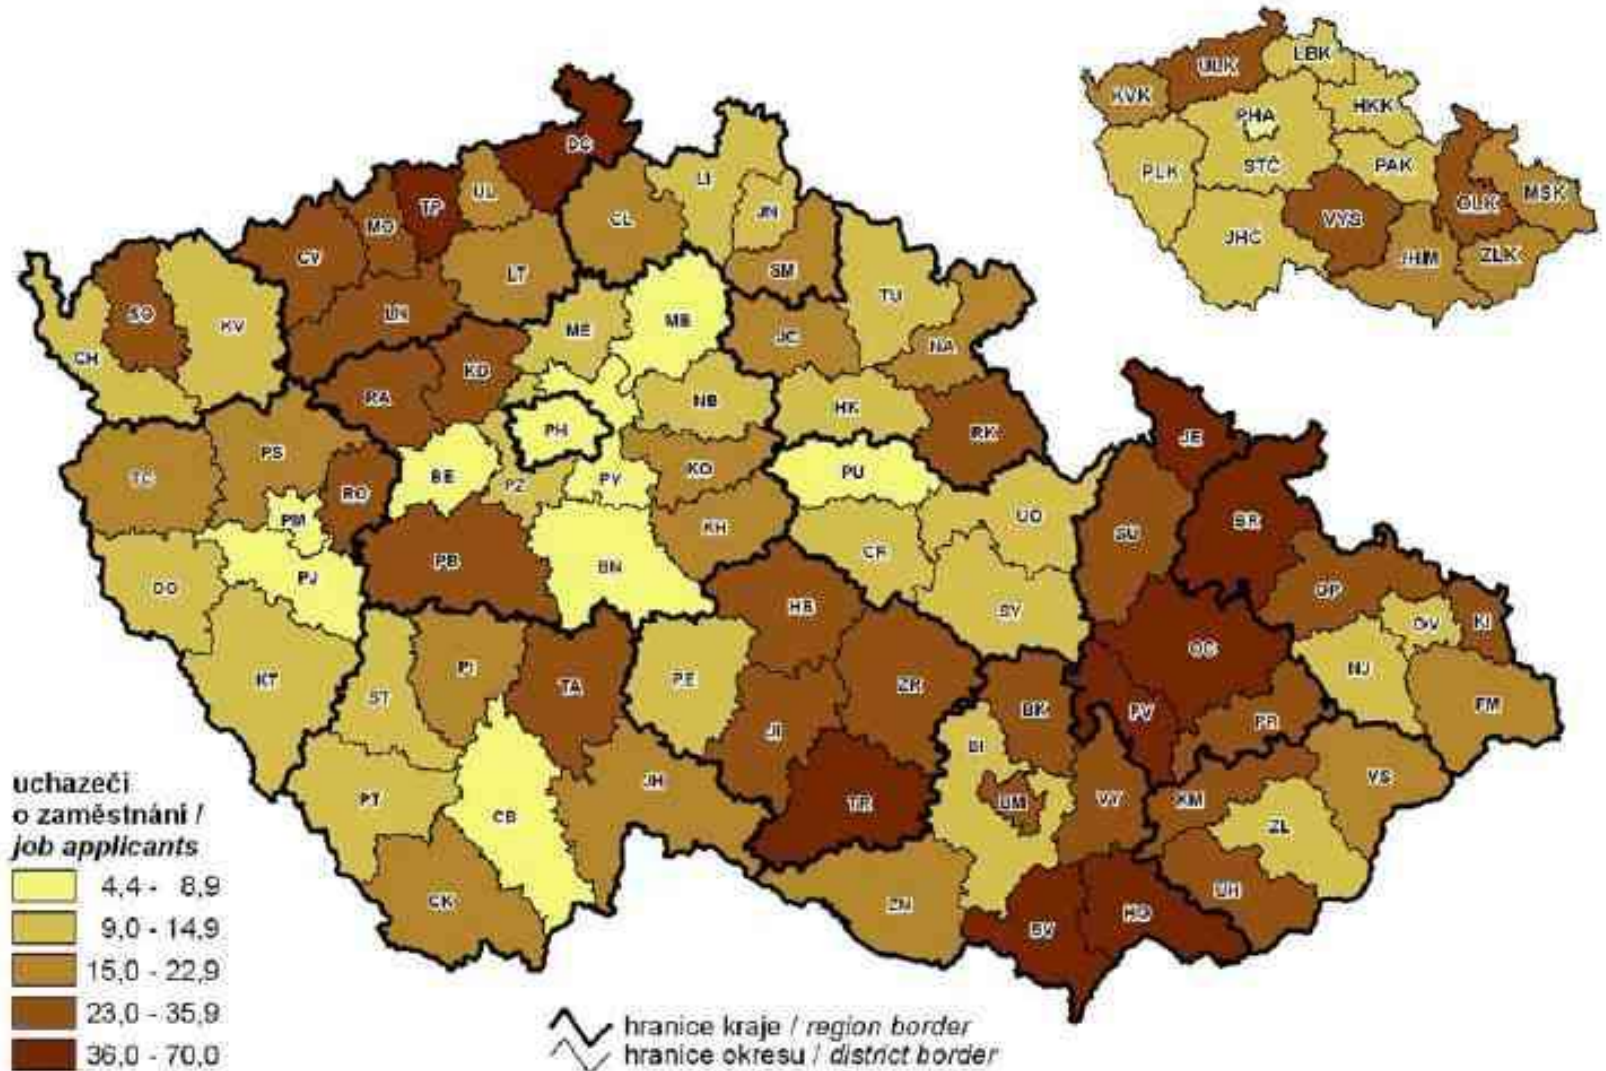 DC
LBK
ULK
KVK
HKK
PHA
PLK
STČ
PAK
MSK
OLK
VYS
JHČ
JHM
ZLK
TP
UL
LI
JN
MO
CL
CV
LT
SM
SO
KV
LN
ME
MB
TU
CH
JC
NA
RA
KD
NB
HK
PH
RK
JE
PS
TC
RO
BE
PZ
PY
KO
PU
PM
KH
UO
SU
BR
PB
BN
CR
PJ
DO
HB
SY
OP
OV
KI
OC
NJ
KT
ST
PI
TA
PE
JI
ZR
BK
PV
PR
FM
BI
PT
CB
JH
TR
BM
VY
KM
VS
ZL
CK
ZN
BV
HO
UH
uchazeči
o zaměstnání /
job applicants
4,4 - 8,9
9,0 - 14,9
15,0 - 22,9
23,0 - 35,9
36,0 - 70,0
hranice kraje / region border
hranice okresu / district border